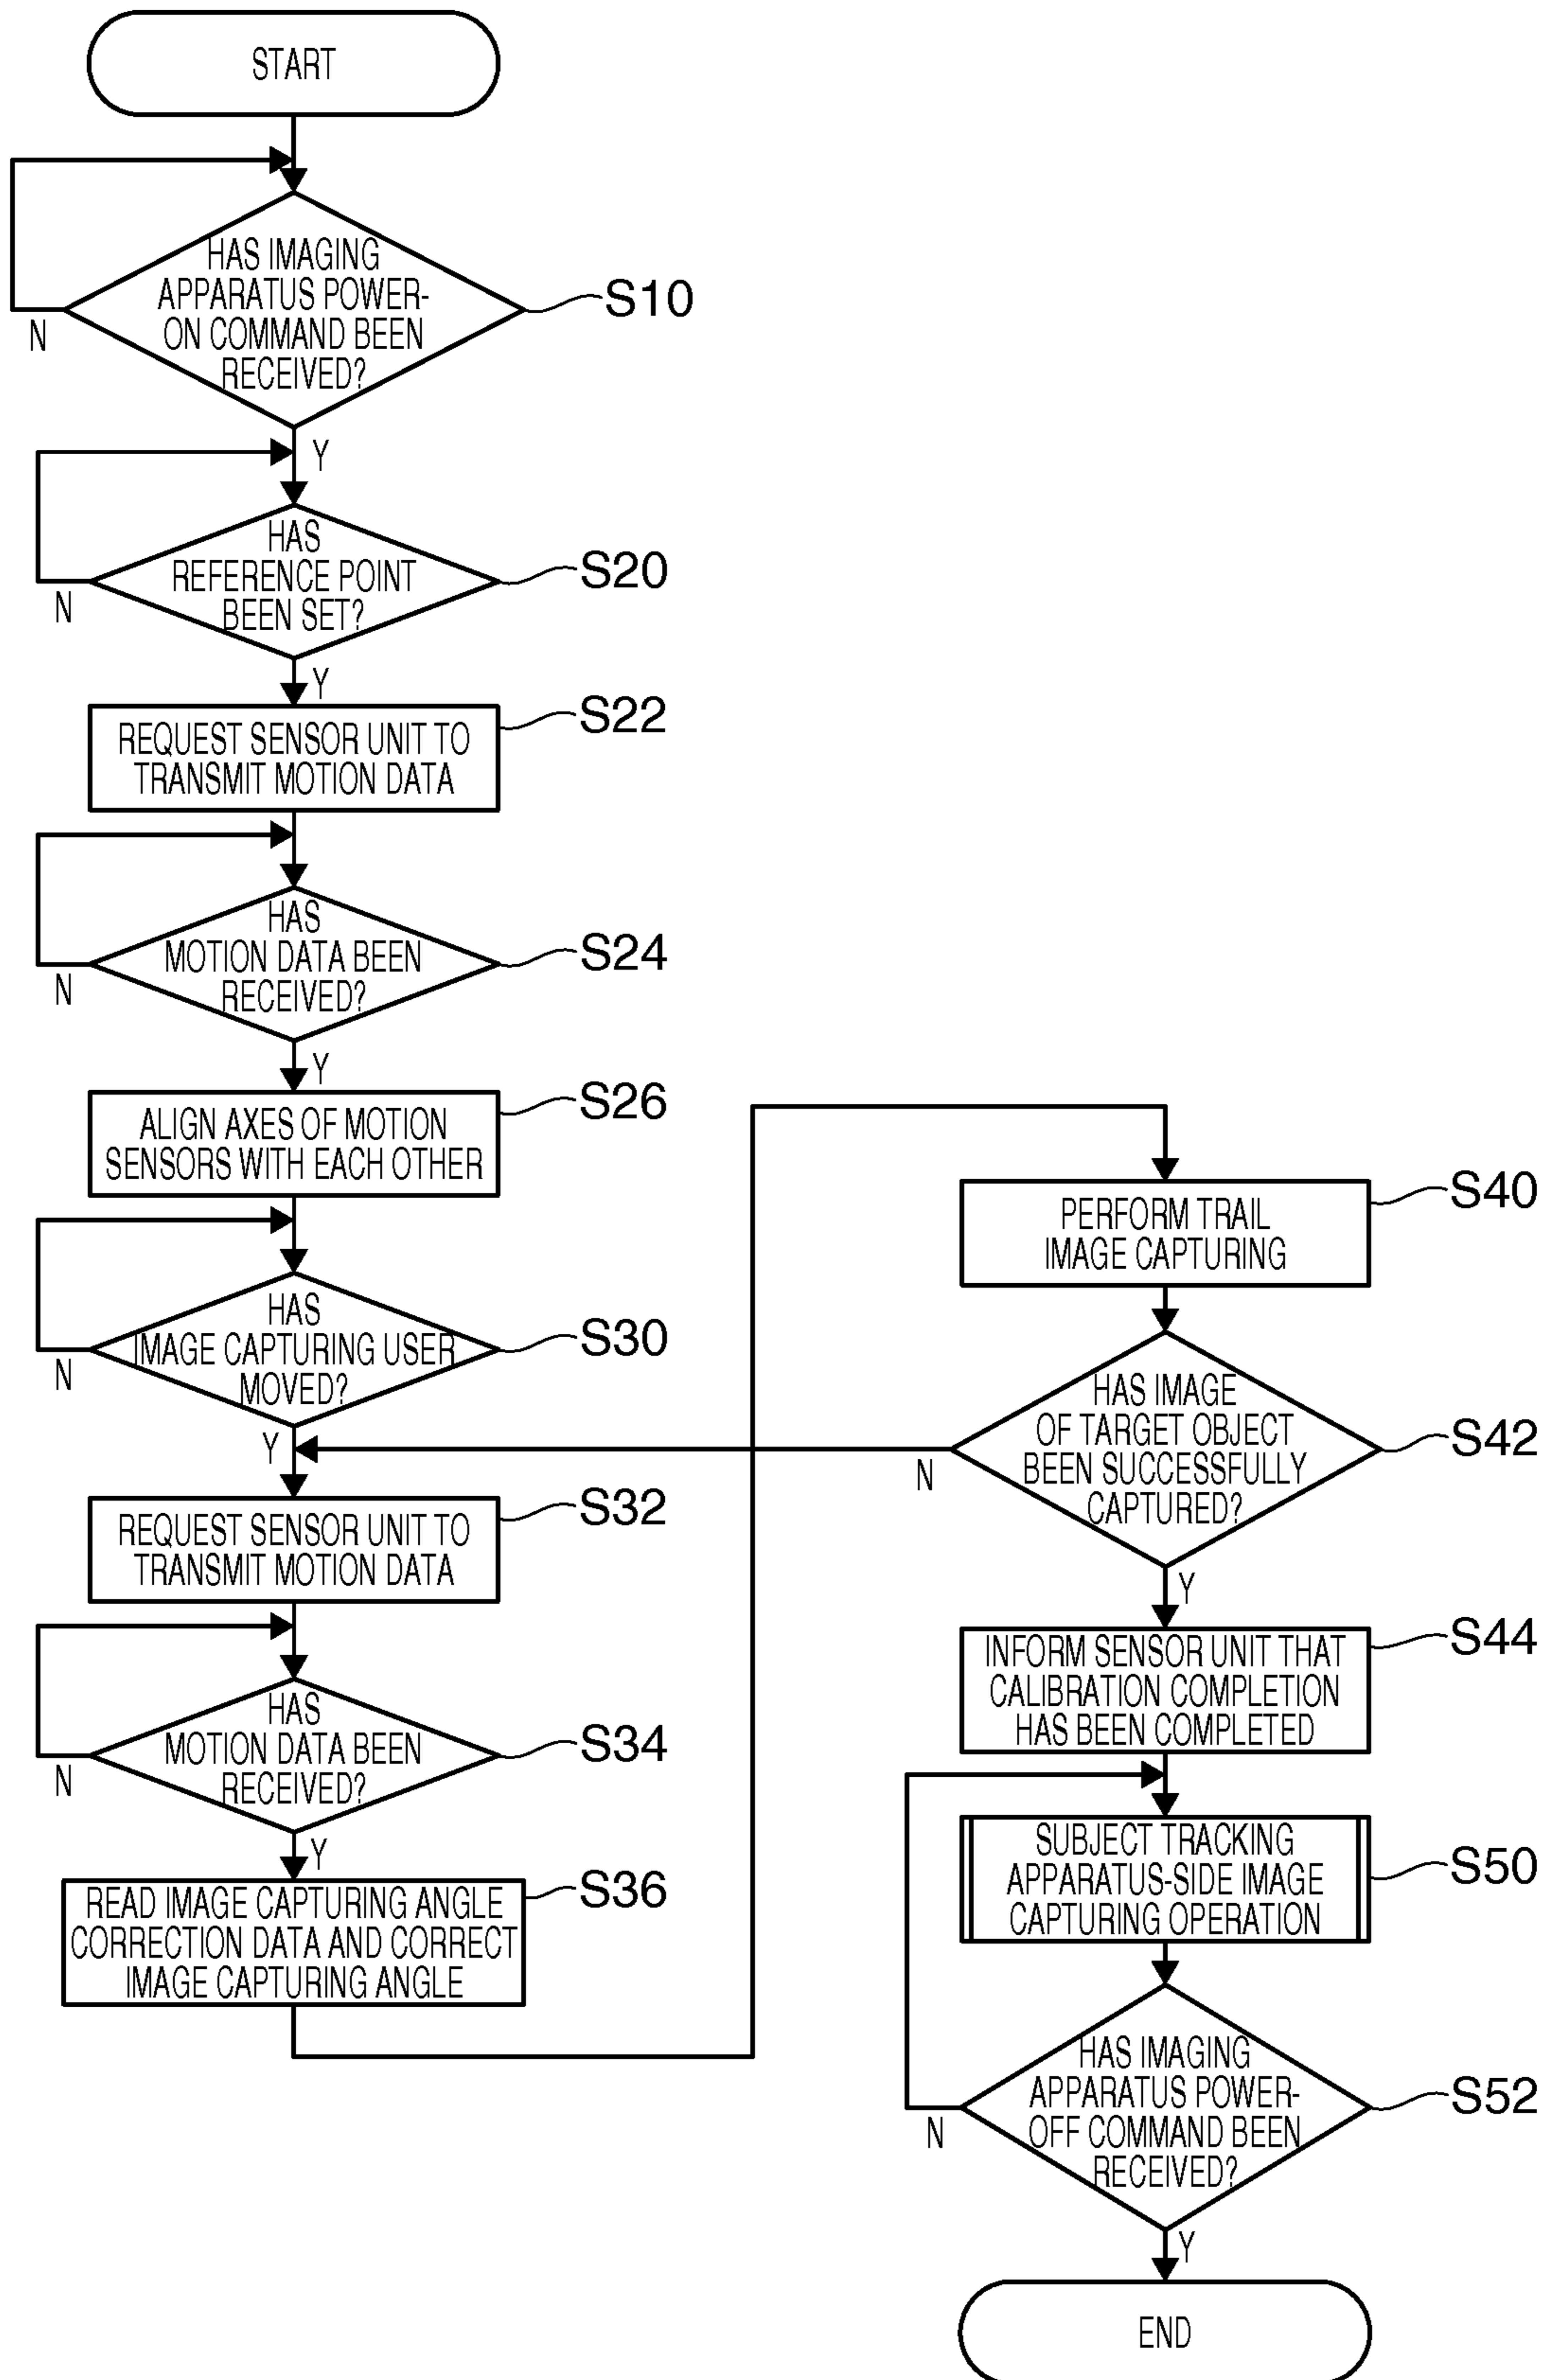 START
HAS IMAGING
APPARATUS POWER-
ON COMMAND BEEN
RECEIVED?
S10
N
Y
HAS
REFERENCE POINT
BEEN SET?
S20
N
Y
REQUEST SENSOR UNIT TO
TRANSMIT MOTION DATA
S22
HAS
MOTION DATA BEEN
RECEIVED?
S24
N
Y
ALIGN AXES OF MOTION
SENSORS WITH EACH OTHER
S26
HAS
IMAGE CAPTURING USER
MOVED?
S30
N
Y
REQUEST SENSOR UNIT TO
TRANSMIT MOTION DATA
S32
HAS
MOTION DATA BEEN
RECEIVED?
S34
N
Y
READ IMAGE CAPTURING ANGLE
CORRECTION DATA AND CORRECT
IMAGE CAPTURING ANGLE
S36
PERFORM TRAIL
IMAGE CAPTURING
S40
HAS IMAGE
OF TARGET OBJECT
BEEN SUCCESSFULLY
CAPTURED?
S42
N
Y
INFORM SENSOR UNIT THAT
CALIBRATION COMPLETION
HAS BEEN COMPLETED
S44
SUBJECT TRACKING
APPARATUS-SIDE IMAGE
CAPTURING OPERATION
S50
HAS IMAGING
APPARATUS POWER-
OFF COMMAND BEEN
RECEIVED?
S52
N
Y
END